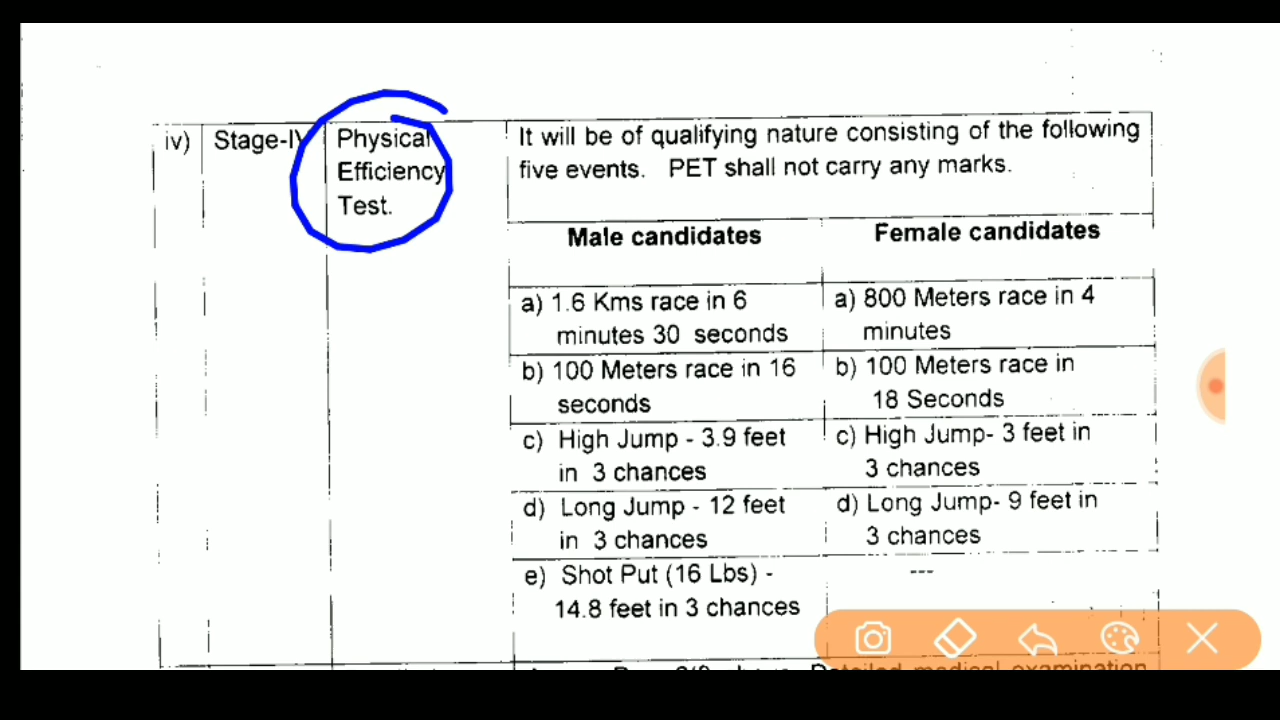 iv) Stage-IV Physical Efficiency Test.
It will be of qualifying nature consisting of the following
five events. PET shall not carry any marks.
Male candidates Female candidates
a) 1.6 Kms race in 6
minutes 30 seconds
a) 800 Meters race in 4
minutes
b) 100 Meters race in 16
seconds
b) 100 Meters race in
18 Seconds
c) High Jump - 3.9 feet
in 3 chances
c) High Jump- 3 feet in
3 chances
d) Long Jump - 12 feet
in 3 chances
d) Long Jump- 9 feet in
3 chances
e) Shot Put (16 Lbs) -
14.8 feet in 3 chances
---
Detailed medical examination